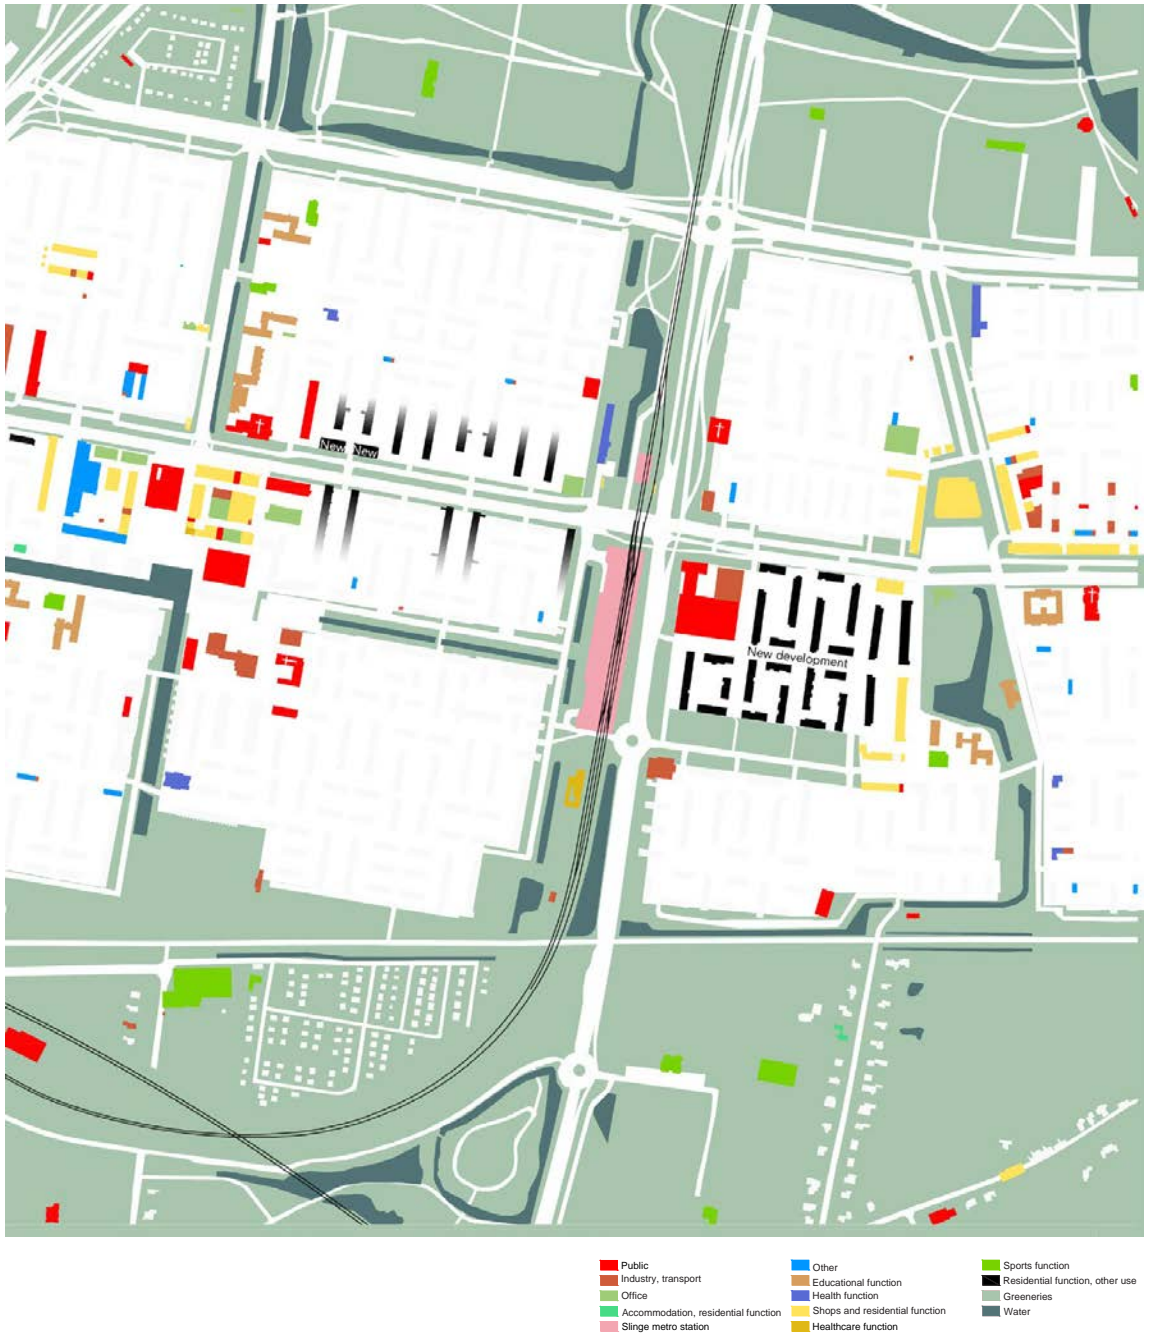 New New
New development
Public
Industry, transport
Office
Accommodation, residential function
Slinge metro station
Other
Educational function
Health function
Shops and residential function
Healthcare function
Sports function
Residential function, other use
Greeneries
Water